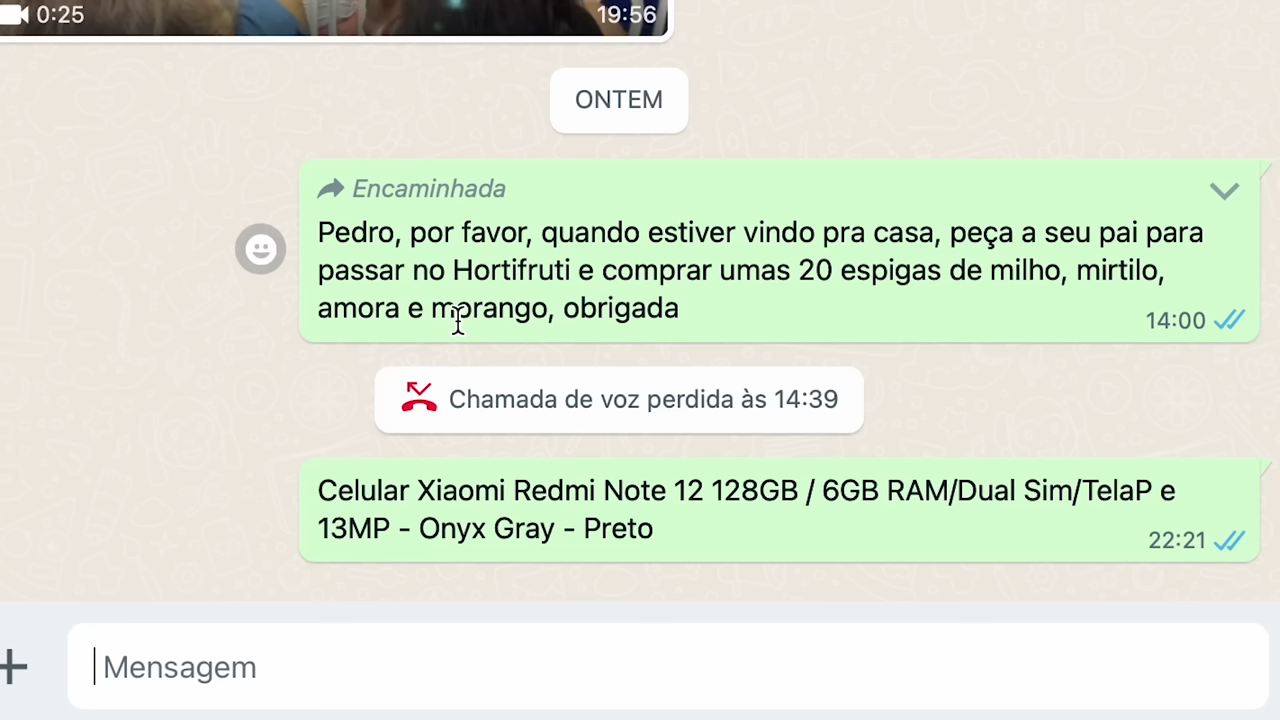 0:25
19:56
ONTEM
Encaminhada
Pedro, por favor, quando estiver vindo pra casa, peça a seu pai para
passar no Hortifruti e comprar umas 20 espigas de milho, mirtilo,
amora e morango, obrigada
14:00
Chamada de voz perdida às 14:39
Celular Xiaomi Redmi Note 12 128GB / 6GB RAM/Dual Sim/TelaP e
13MP - Onyx Gray - Preto
22:21
Mensagem